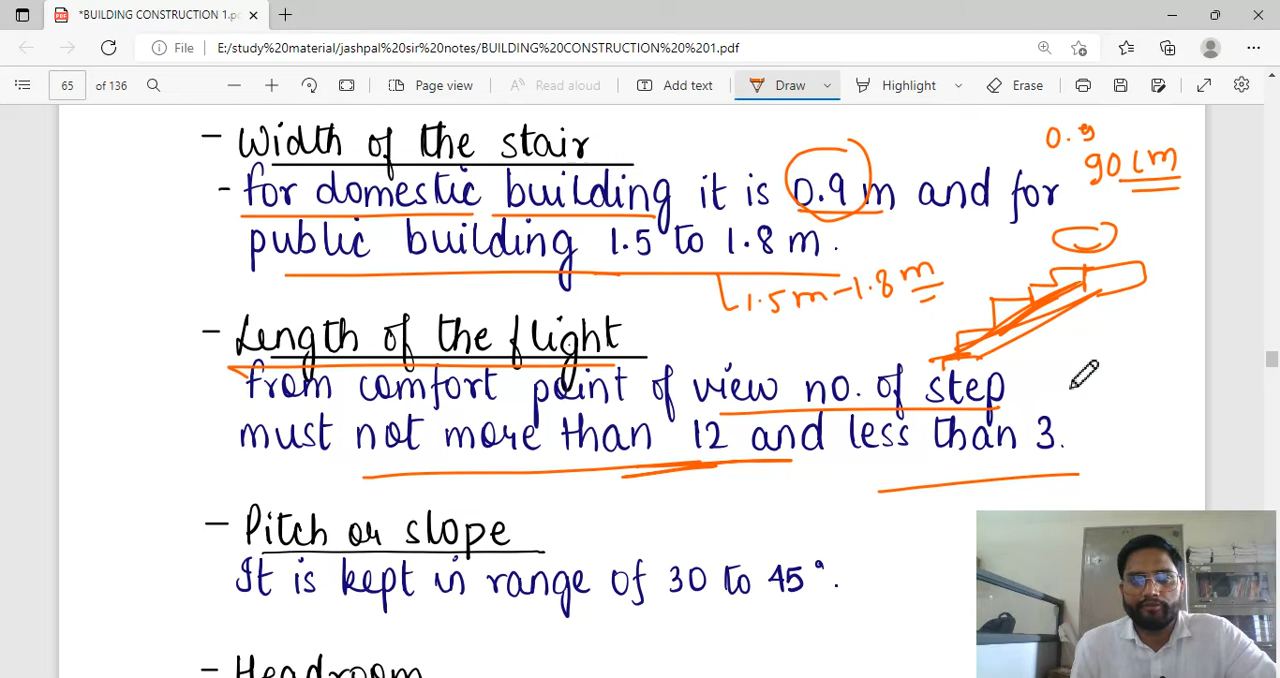 *BUILDING CONSTRUCTION 1.p
File
E:/study%20material/jashpal%20sir%20notes/BUILDING%20CONSTRUCTION%20%201.pdf
65 of 136
Page view
Read aloud
Add text
Draw
Highlight
Erase
- Width of the stair
0.9
90 cm
- for domestic building it is 0.9 m and for
public building 1.5 to 1.8 m.
1.5m-1.8 m
- Length of the flight
from comfort point of view no. of step
must not more than 12 and less than 3.
- Pitch or slope
It is kept in range of 30 to 45°.
- Headroom